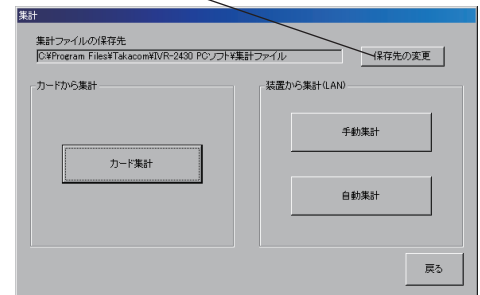 集計
集計ファイルの保存先
C:¥Program Files¥Takacom¥IVR-2430 PCソフト¥集計ファイル
保存先の変更
カードから集計
カード集計
装置から集計(LAN)
手動集計
自動集計
戻る